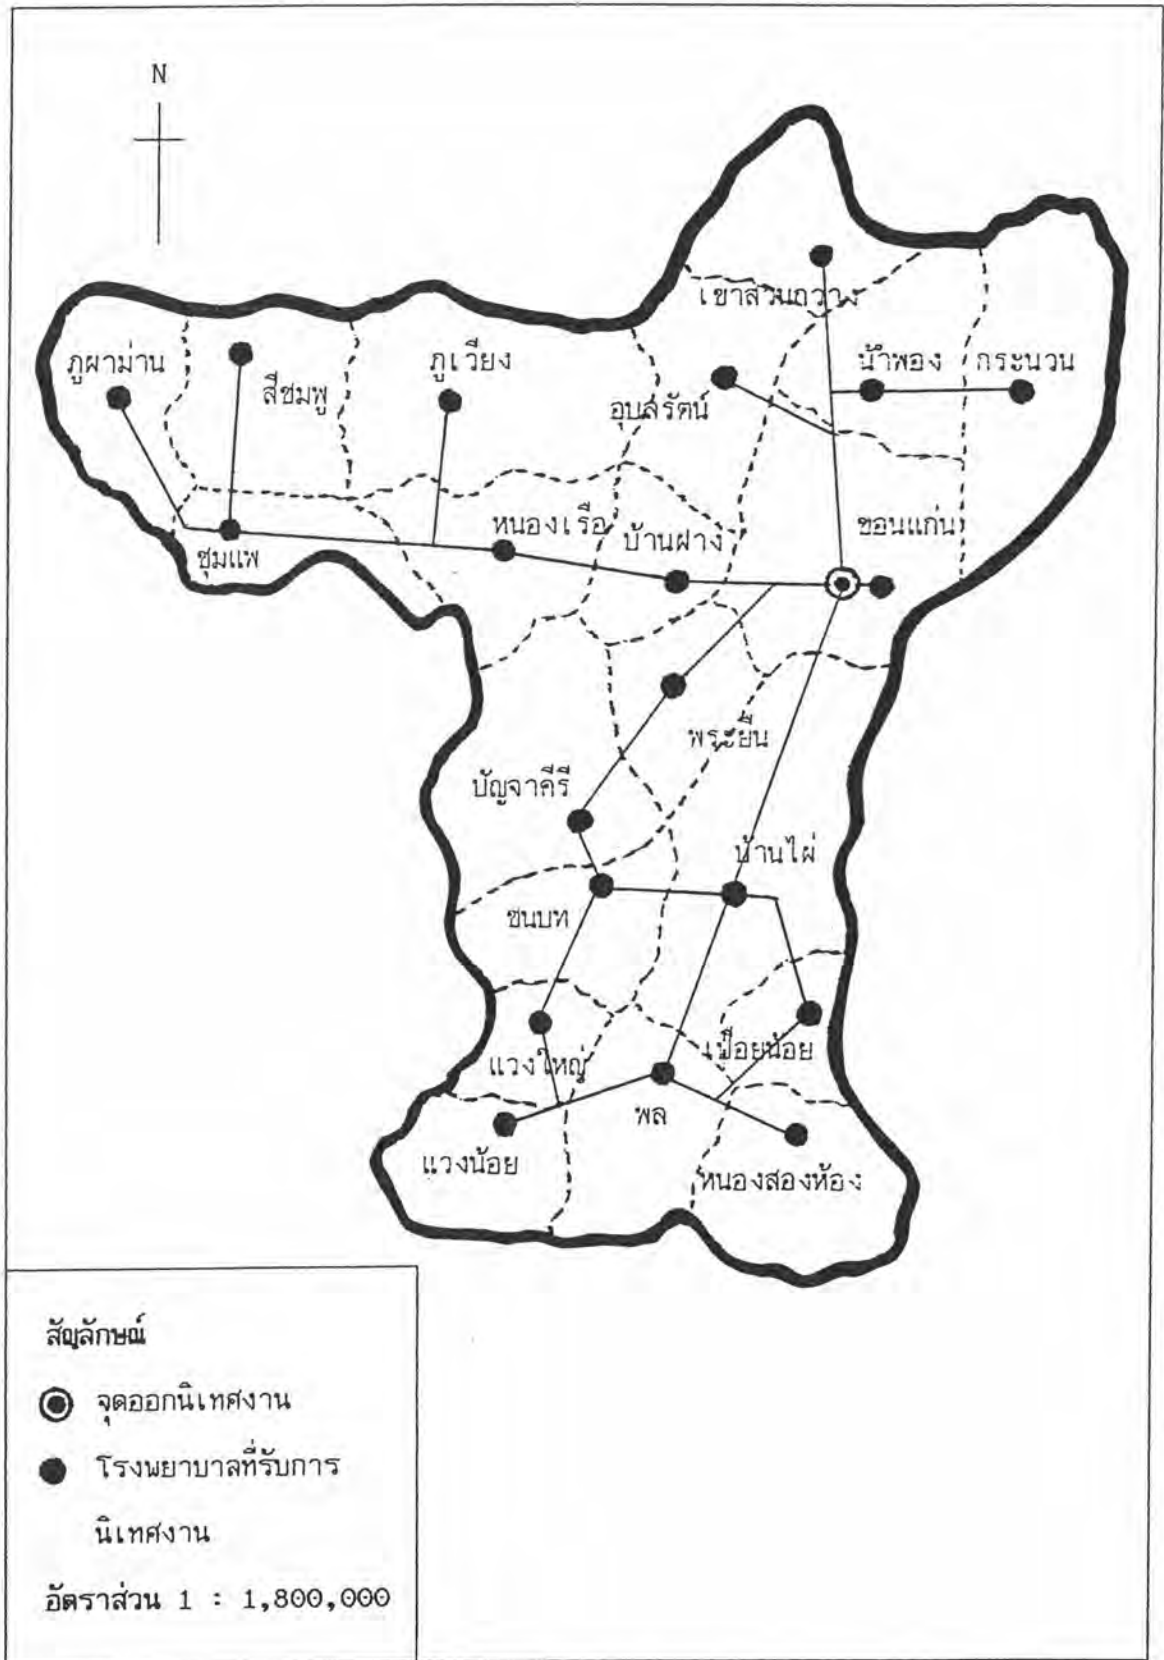 N
เขาสวนกวาง
ภูผาม่าน
สีชมพู
ภูเวียง
น้ำพอง
กระนวน
อุบลรัตน์
หนองเรือ
บ้านฝาง
ขอนแก่น
ชุมแพ
พระยืน
บัญจาคีรี
บ้านไผ่
ชนบท
แวงใหญ่
เปือยน้อย
พล
แวงน้อย
หนองสองห้อง
สัญลักษณ์
จุดออกนิเทศงาน
โรงพยาบาลที่รับการ
นิเทศงาน
อัตราส่วน 1 : 1,800,000